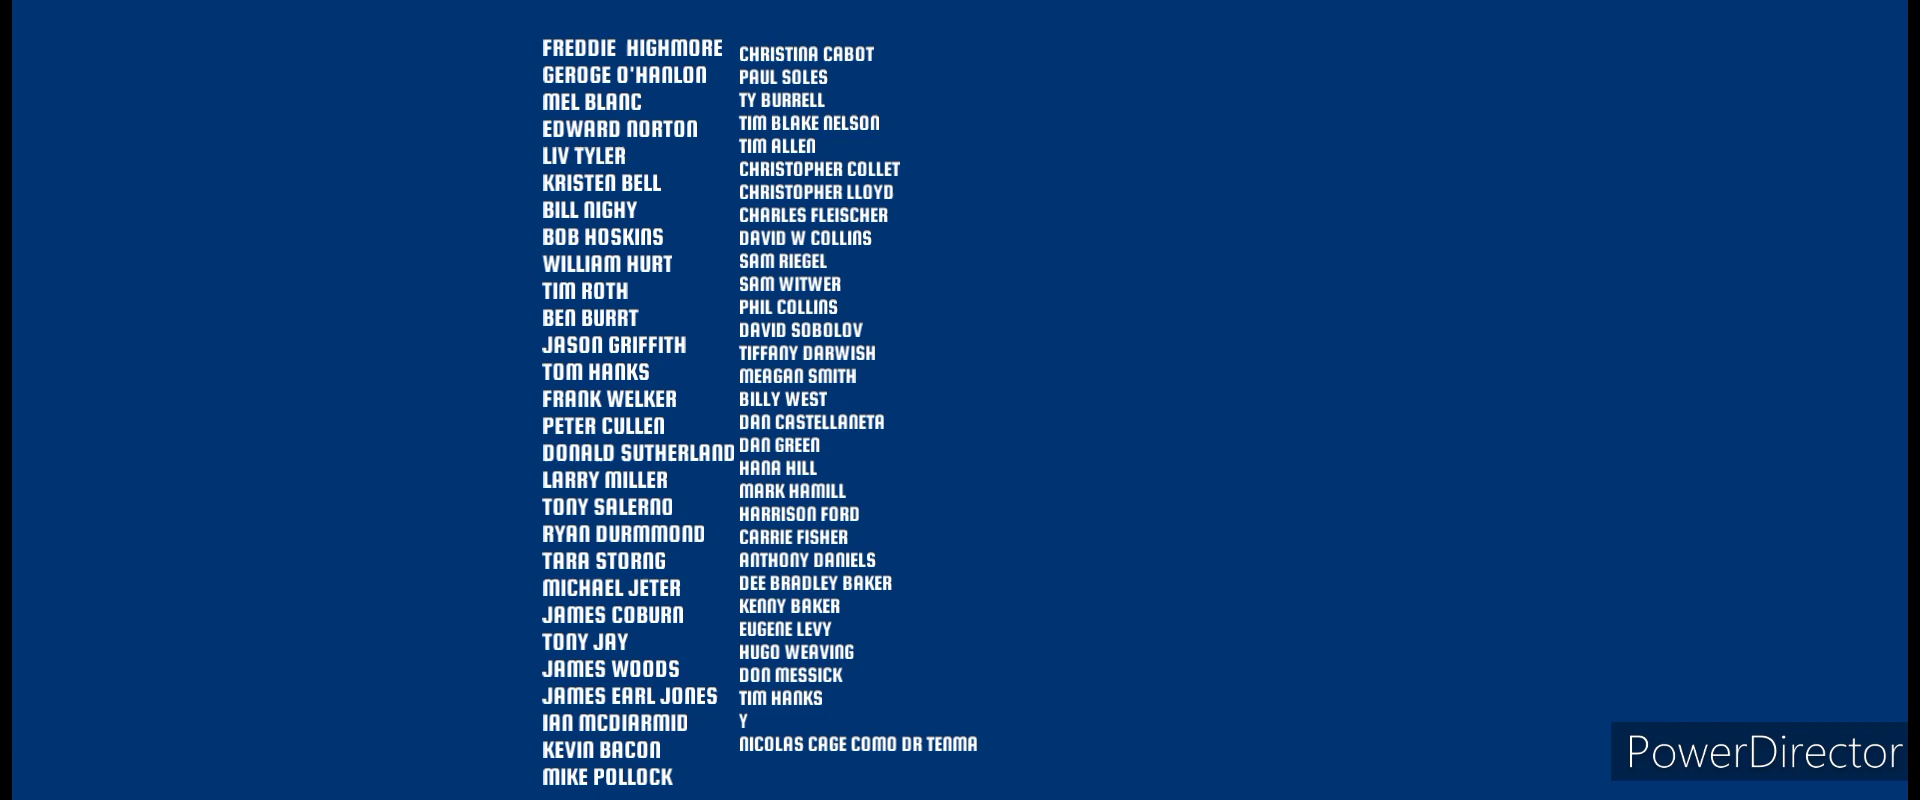 FREDDIE HIGHMORE
GEROGE O'HANLON
MEL BLANC
EDWARD NORTON
LIV TYLER
KRISTEN BELL
BILL NIGHY
BOB HOSKINS
WILLIAM HURT
TIM ROTH
BEN BURRT
JASON GRIFFITH
TOM HANKS
FRANK WELKER
PETER CULLEN
DONALD SUTHERLAND
LARRY MILLER
TONY SALERNO
RYAN DURMMOND
TARA STORNG
MICHAEL JETER
JAMES COBURN
TONY JAY
JAMES WOODS
JAMES EARL JONES
IAN MCDIARMID
KEVIN BACON
MIKE POLLOCK
CHRISTINA CABOT
PAUL SOLES
TY BURRELL
TIM BLAKE NELSON
TIM ALLEN
CHRISTOPHER COLLET
CHRISTOPHER LLOYD
CHARLES FLEISCHER
DAVID W COLLINS
SAM RIEGEL
SAM WITWER
PHIL COLLINS
DAVID SOBOLOV
TIFFANY DARWISH
MEAGAN SMITH
BILLY WEST
DAN CASTELLANETA
DAN GREEN
HANA HILL
MARK HAMILL
HARRISON FORD
CARRIE FISHER
ANTHONY DANIELS
DEE BRADLEY BAKER
KENNY BAKER
EUGENE LEVY
HUGO WEAVING
DON MESSICK
TIM HANKS
Y
NICOLAS CAGE COMO DR TENMA
PowerDirector